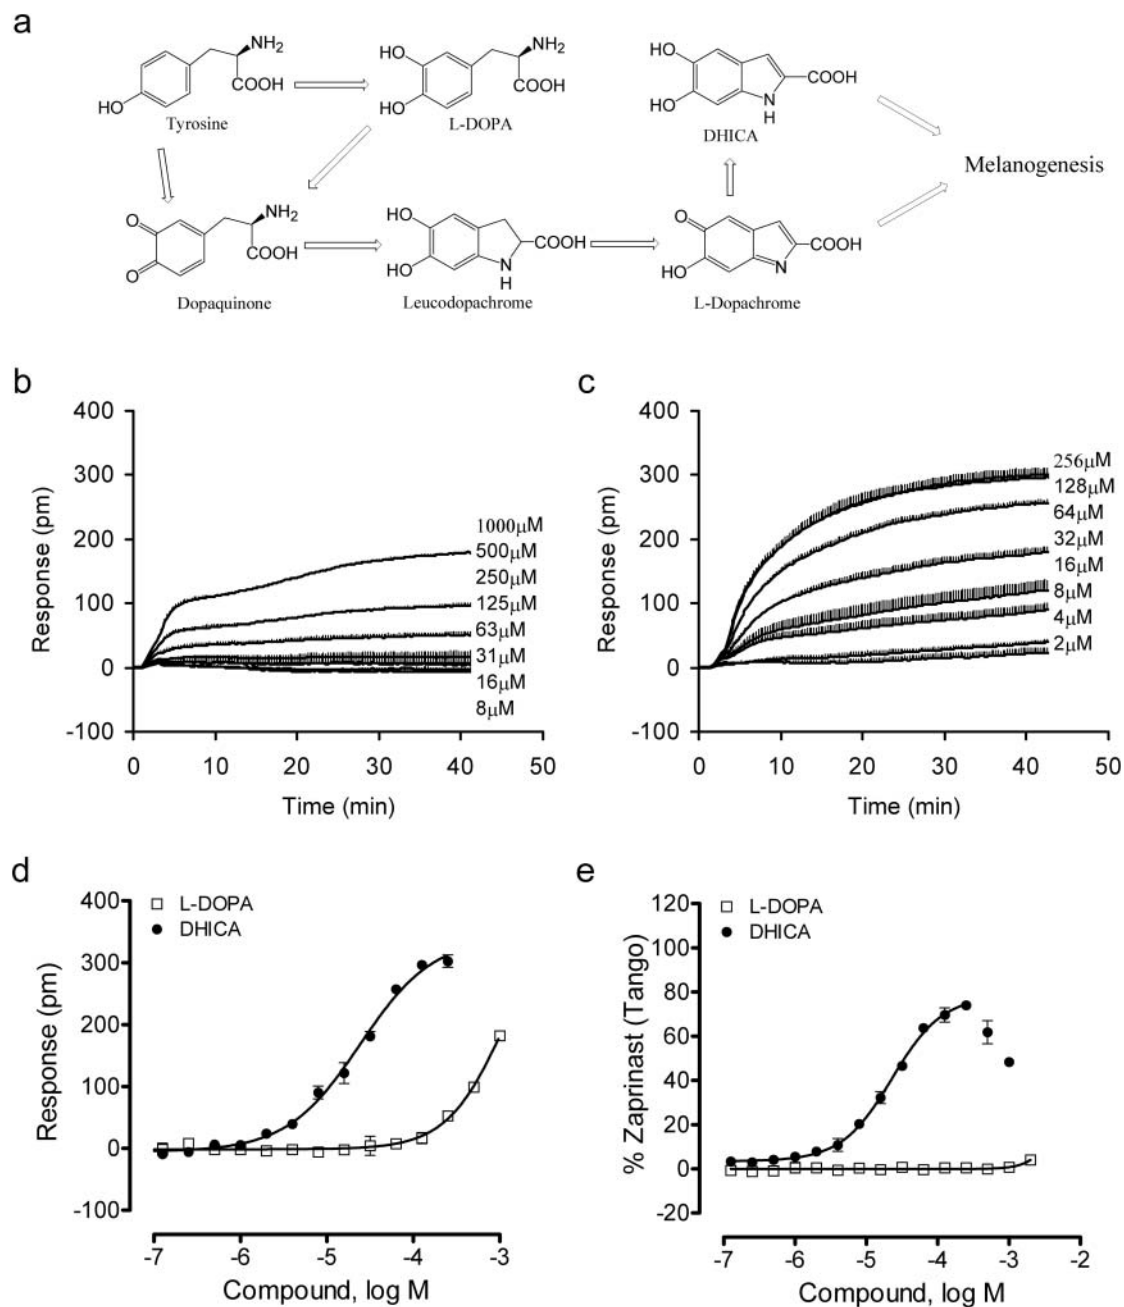 a
NH2
COOH
HO
Tyrosine
HO
HO
NH2
COOH
L-DOPA
HO
HO
N
H
COOH
DHICA
Melanogenesis
O
O
NH2
COOH
Dopaquinone
HO
HO
N
H
COOH
Leucodopachrome
O
HO
N
COOH
L-Dopachrome
b
Response (pm)
400
300
200
100
0
-100
1000μM
500μM
250μM
125μM
63μM
31μM
16μM
8μM
0 10 20 30 40 50
Time (min)
c
Response (pm)
400
300
200
100
0
-100
256μM
128μM
64μM
32μM
16μM
8μM
4μM
2μM
0 10 20 30 40 50
Time (min)
d
L-DOPA
DHICA
Response (pm)
400
300
200
100
0
-100
-7 -6 -5 -4 -3
Compound, log M
e
L-DOPA
DHICA
% Zaprinast (Tango)
120
100
80
60
40
20
0
-20
-7 -6 -5 -4 -3 -2
Compound, log M